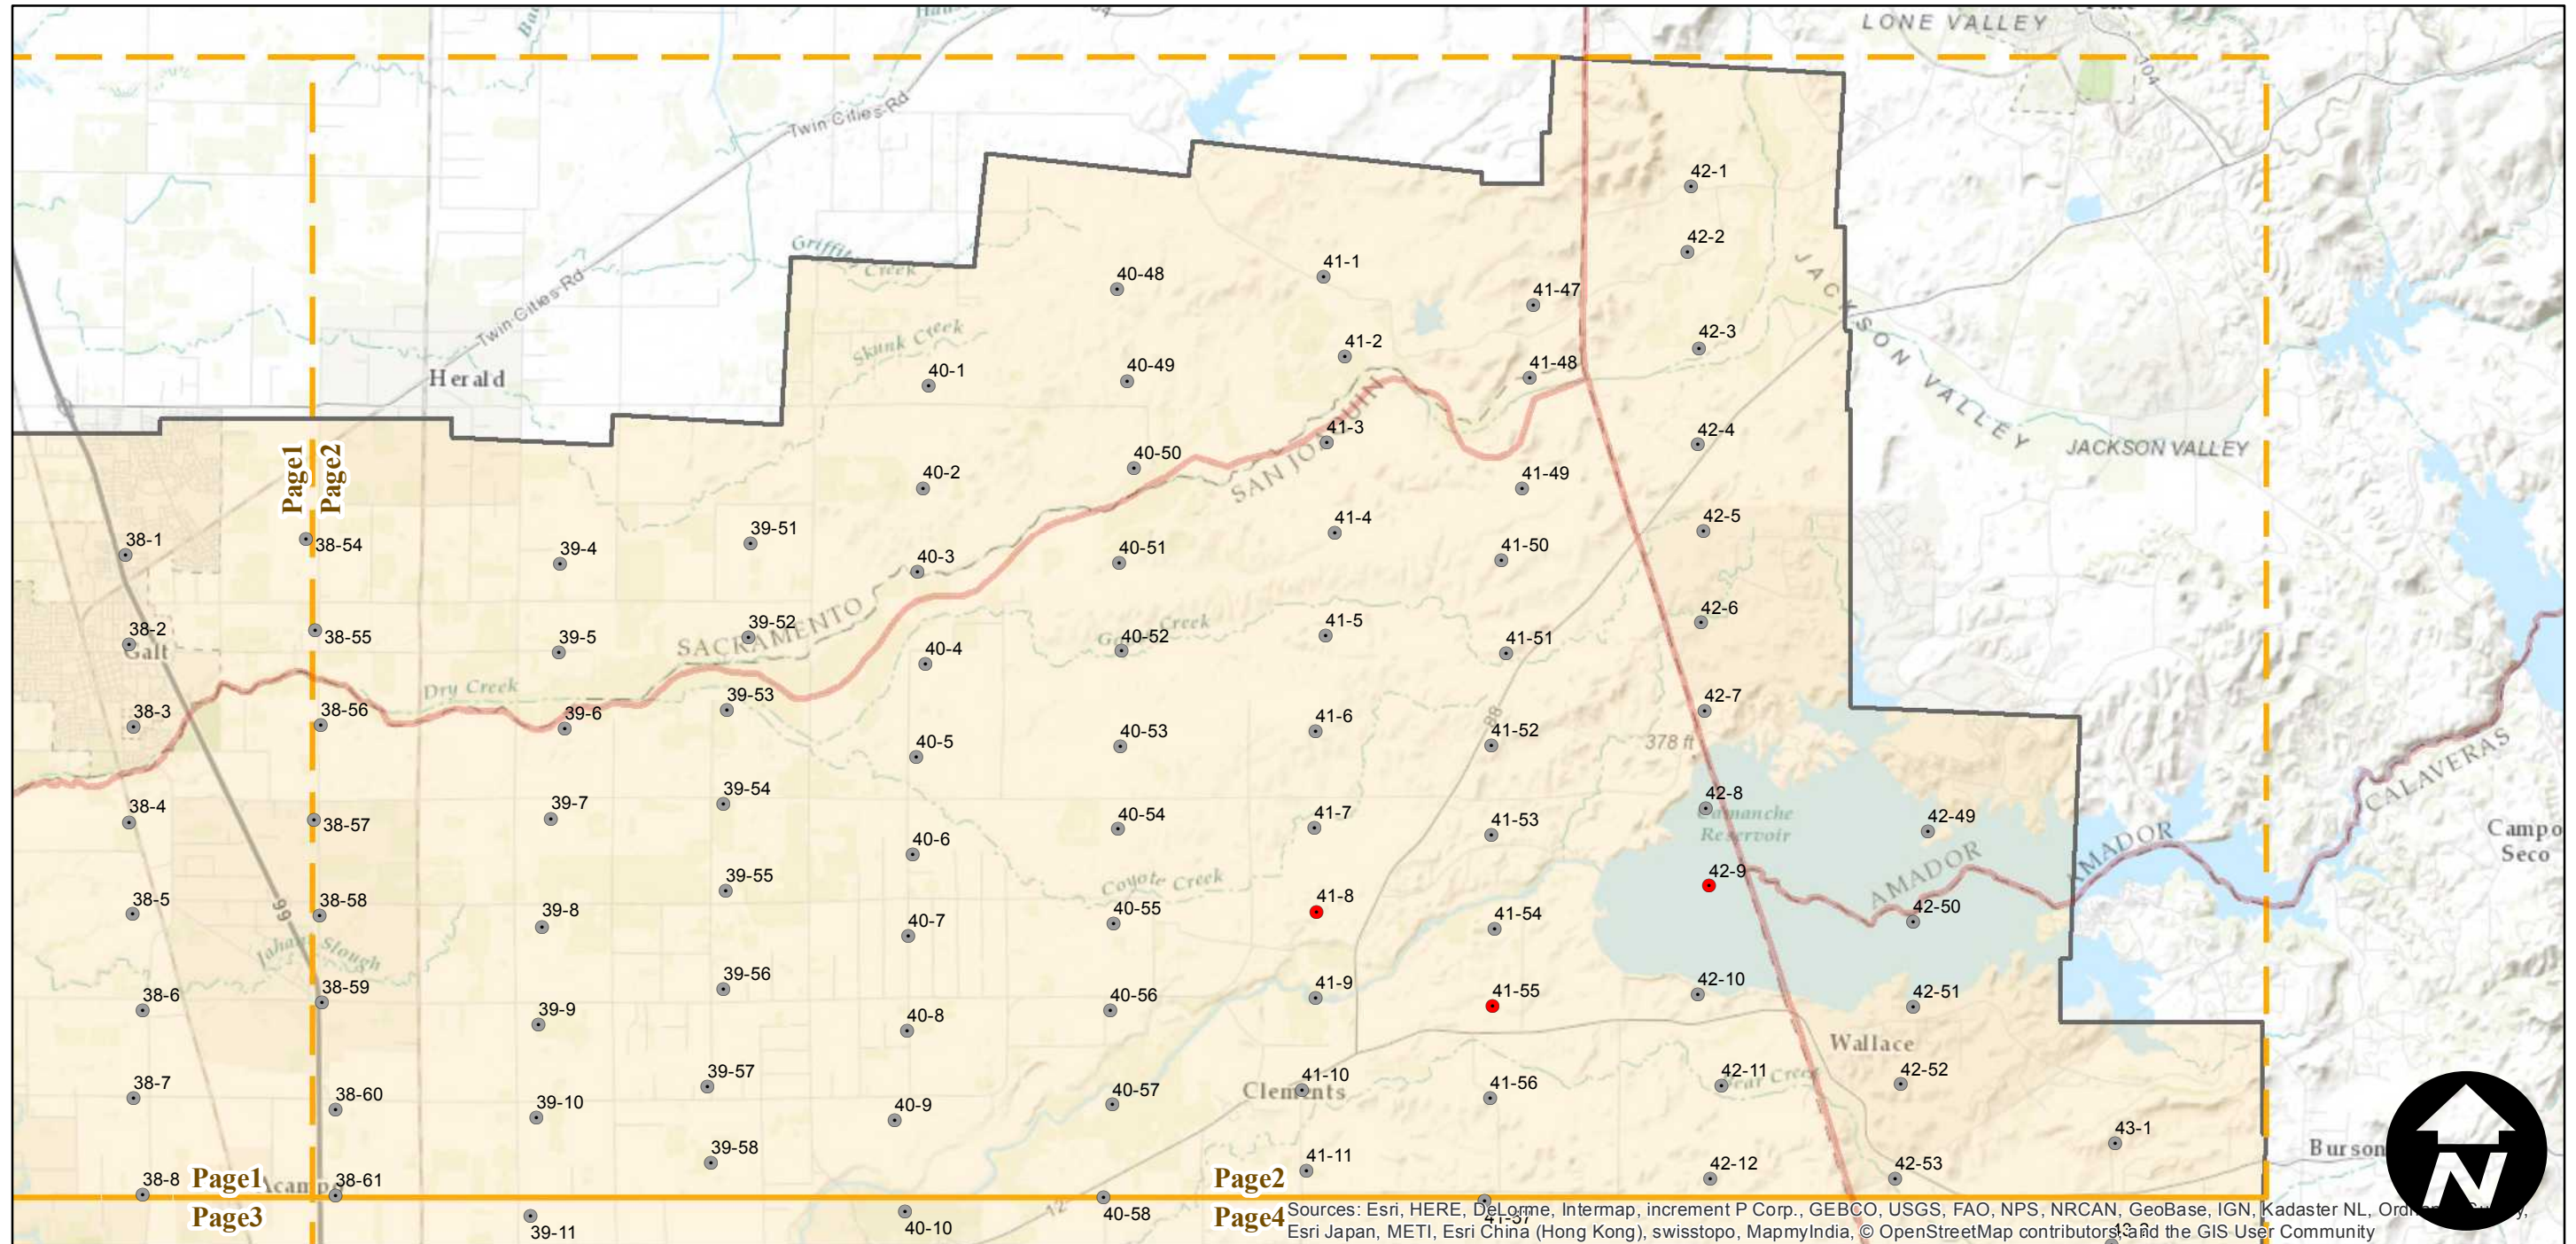 LONE VALLEY
104
Twin Cities Rd
42-1
42-2
Griffith
Creek
40-48
41-1
41-47
JACKSON VALLEY
Twin Cities Rd
Skunk Creek
41-2
42-3
40-1
40-49
41-48
Herald
SAN JOAQUIN
41-3
42-4
JACKSON VALLEY
Page1
Page2
40-2
40-50
41-49
38-1
38-54
39-4
39-51
40-3
40-51
41-4
41-50
42-5
38-2
Galt
38-55
39-5
39-52
SACRAMENTO
40-4
40-52
Creek
41-5
41-51
42-6
Dry Creek
38-3
38-56
39-6
39-53
40-5
40-53
41-6
88
41-52
42-7
378 ft
CALAVERAS
38-4
38-57
39-7
39-54
40-6
40-54
41-7
41-53
42-8
Camanche
Reservoir
42-49
AMADOR
AMADOR
Campo
Seco
38-5
99
38-58
39-8
39-55
40-7
Coyote Creek
40-55
41-8
41-54
42-9
42-50
Jahant Slough
38-6
38-59
39-9
39-56
40-8
40-56
41-9
41-55
42-10
42-51
Wallace
38-7
38-60
39-10
39-57
40-9
40-57
41-10
Clements
41-56
42-11
Bear Creek
42-52
39-58
41-11
42-12
42-53
43-1
Burson
N
38-8
Page1
Acampo
38-61
Page2
Page3
39-11
40-10
12
40-58
Page4
41-57
Sources: Esri, HERE, DeLorme, Intermap, increment P Corp., GEBCO, USGS, FAO, NPS, NRCAN, GeoBase, IGN, Kadaster NL,
Esri Japan, METI, Esri China (Hong Kong), swisstopo, MapmyIndia, © OpenStreetMap contributors, and the GIS User Community